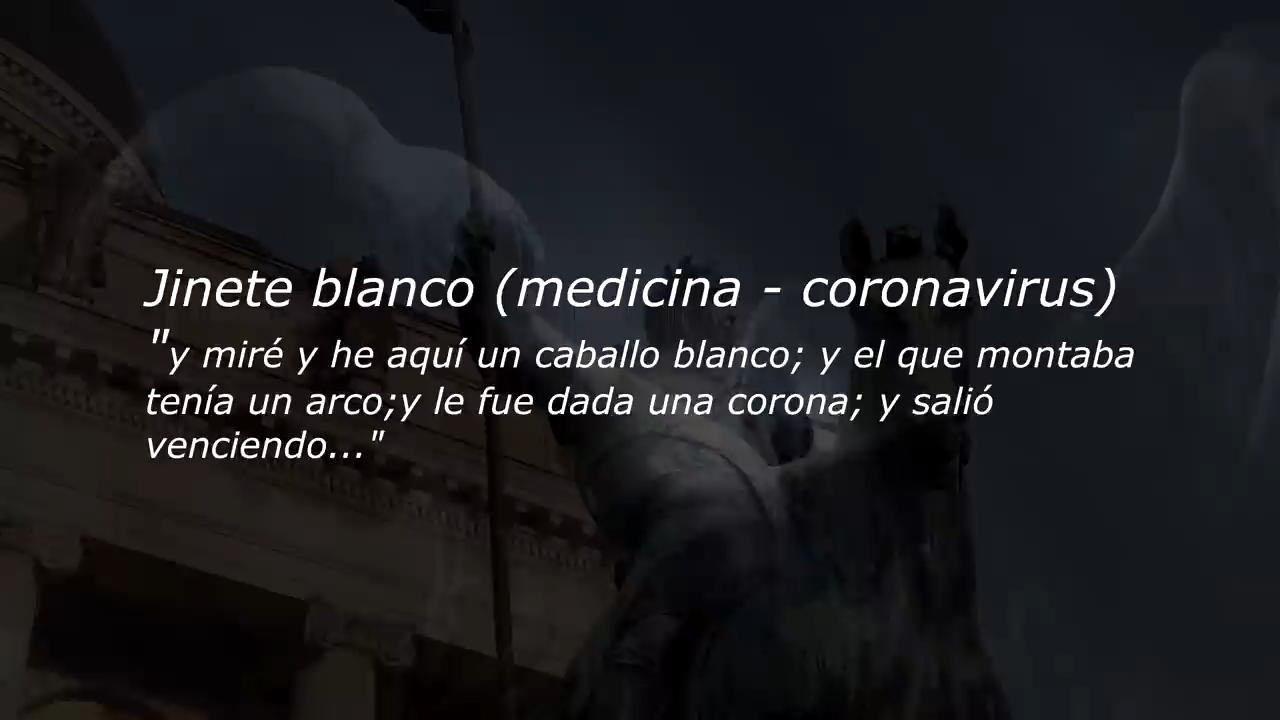 Jinete blanco (medicina - coronavirus)
"y miré y he aquí un caballo blanco; y el que montaba
tenía un arco;y le fue dada una corona; y salió
venciendo..."